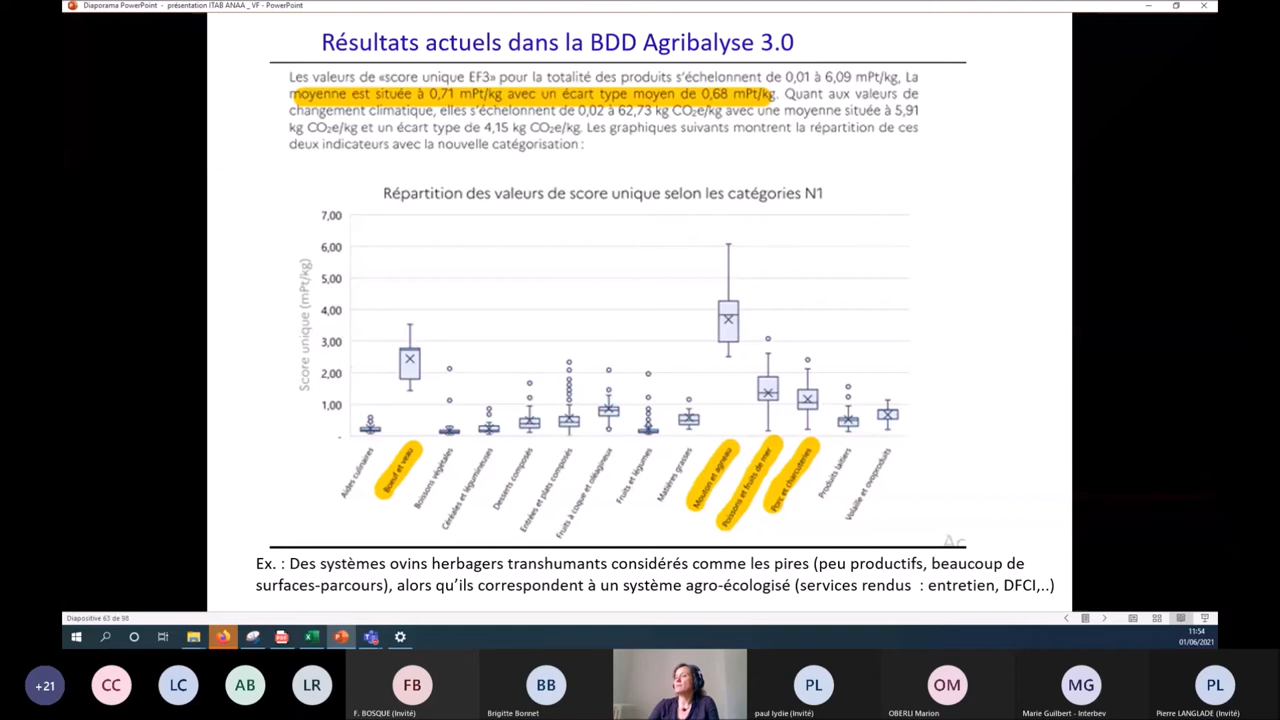 Diaporama PowerPoint - présentation ITAB ANAA _ VF - PowerPoint
Résultats actuels dans la BDD Agribalyse 3.0
Les valeurs de «score unique EF3» pour la totalité des produits s'échelonnent de 0,01 à 6,09 mPt/kg, La
moyenne est située à 0,71 mPt/kg avec un écart type moyen de 0,68 mPt/kg. Quant aux valeurs de
changement climatique, elles s'échelonnent de 0,02 à 62,73 kg CO₂e/kg avec une moyenne située à 5,91
kg CO₂e/kg et un écart type de 4,15 kg CO₂e/kg. Les graphiques suivants montrent la répartition de ces
deux indicateurs avec la nouvelle catégorisation :
Répartition des valeurs de score unique selon les catégories N1
Score unique (mPt/kg)
7,00
6,00
5,00
4,00
3,00
2,00
1,00
-
Aides culinaires
Boeuf et veau
Boissons végétales
Céréales et légumineuses
Desserts composés
Entrées et plats composés
Fruits à coque et oléagineux
Fruits et légumes
Matières grasses
Mouton et agneau
Poissons et fruits de mer
Porc et charcuteries
Produits laitiers
Volaille et ovoproduits
Ac
Ex. : Des systèmes ovins herbagers transhumants considérés comme les pires (peu productifs, beaucoup de
surfaces-parcours), alors qu'ils correspondent à un système agro-écologisé (services rendus : entretien, DFCI,..)
Diapositive 63 de 98
11:54
01/06/2021
+21
CC
LC
AB
LR
FB
F. BOSQUE (Invité)
BB
Brigitte Bonnet
PL
paul lydie (Invité)
OM
OBERLI Marion
MG
Marie Guilbert - Interbev
PL
Pierre LANGLADE (Invité)